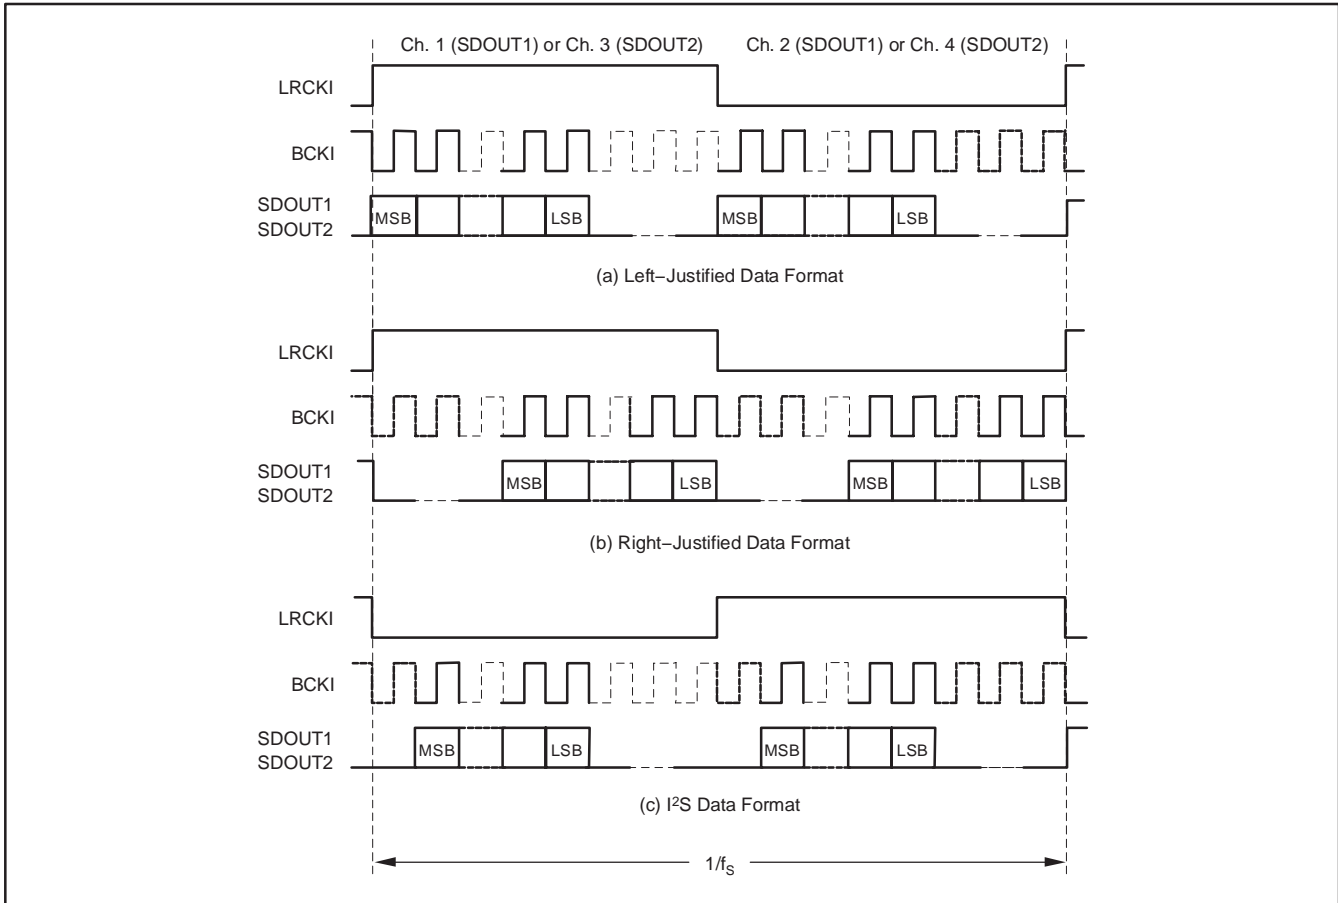 Ch. 1 (SDOUT1) or Ch. 3 (SDOUT2) Ch. 2 (SDOUT1) or Ch. 4 (SDOUT2)
LRCKI
BCKI
SDOUT1
SDOUT2
MSB LSB MSB LSB
(a) Left−Justified Data Format
LRCKI
BCKI
SDOUT1
SDOUT2
MSB LSB MSB LSB
(b) Right−Justified Data Format
LRCKI
BCKI
SDOUT1
SDOUT2
MSB LSB MSB LSB
(c) I²S Data Format
1/fS